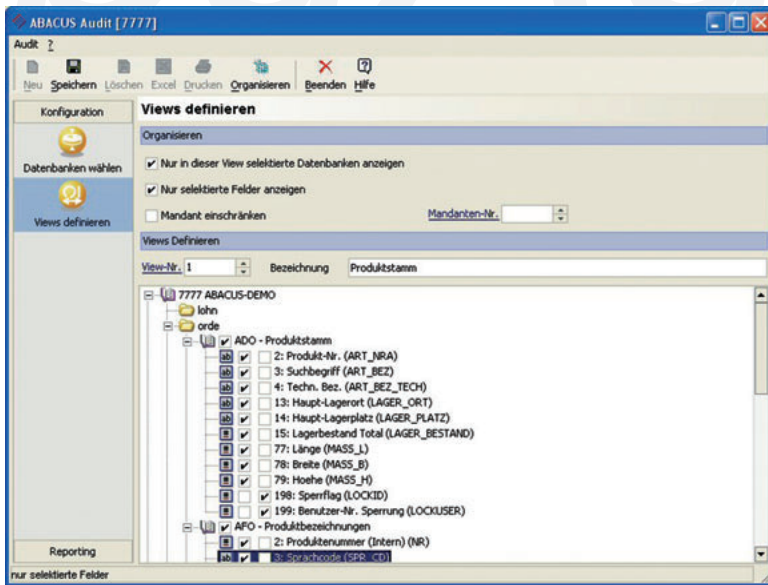 ABACUS Audit [7777]
Audit ?
Neu Speichern Löschen Excel Drucken Organisieren Beenden Hilfe
Konfiguration
Datenbanken wählen
Views definieren
Reporting
Views definieren
Organisieren
Nur in dieser View selektierte Datenbanken anzeigen
Nur selektierte Felder anzeigen
Mandant einschränken Mandanten-Nr.
Views Definieren
View-Nr. 1 Bezeichnung Produktstamm
7777 ABACUS-DEMO
lohn
orde
ADO - Produktstamm
ab 2: Produkt-Nr. (ART_NRA)
ab 3: Suchbegriff (ART_BEZ)
ab 4: Techn. Bez. (ART_BEZ_TECH)
ab 13: Haupt-Lagerort (LAGER_ORT)
ab 14: Haupt-Lagerplatz (LAGER_PLATZ)
15: Lagerbestand Total (LAGER_BESTAND)
77: Länge (MASS_L)
78: Breite (MASS_B)
79: Hoehe (MASS_H)
198: Sperrflag (LOCKID)
199: Benutzer-Nr. Sperrung (LOCKUSER)
AFO - Produktbezeichnungen
2: Produktenummer (Intern) (NR)
ab 3: Sprachcode (SPR_CD)
nur selektierte Felder